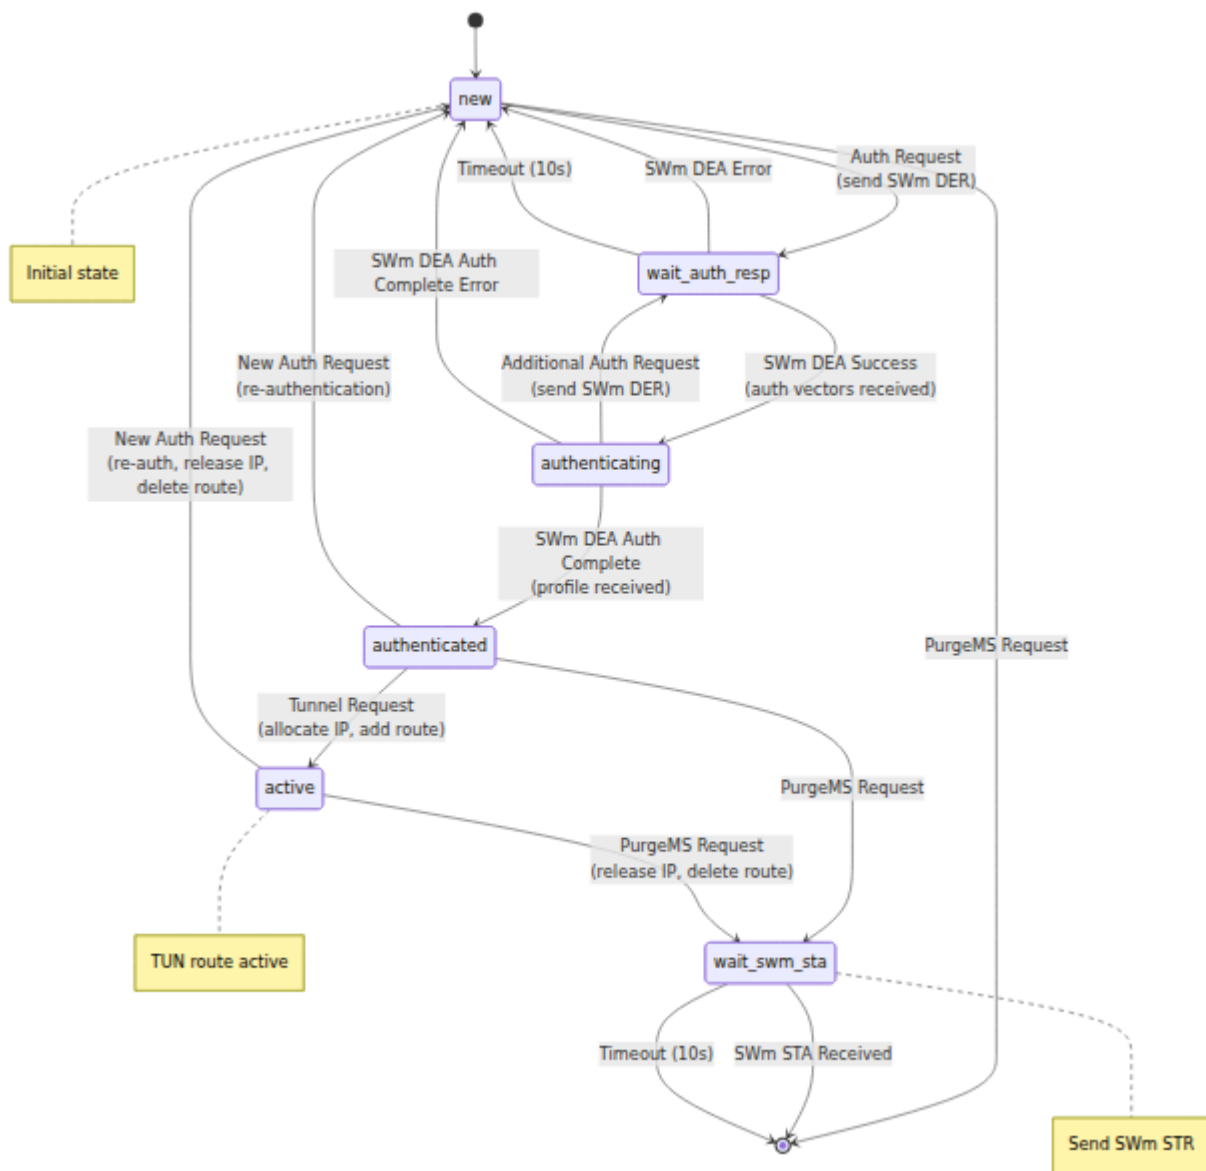 new
Timeout (10s)
SWm DEA Error
Auth Request
(send SWm DER)
Initial state
SWm DEA Auth
Complete Error
wait_auth_resp
New Auth Request
(re-authentication)
Additional Auth Request
(send SWm DER)
SWm DEA Success
(auth vectors received)
New Auth Request
(re-auth, release IP,
delete route)
authenticating
SWm DEA Auth
Complete
(profile received)
authenticated
PurgeMS Request
Tunnel Request
(allocate IP, add route)
active
PurgeMS Request
PurgeMS Request
(release IP, delete route)
TUN route active
wait_swm_sta
Timeout (10s)
SWm STA Received
Send SWm STR